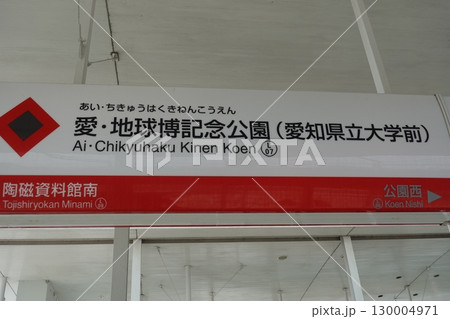 あい・ちきゅうはくきねんこうえん
愛・地球博記念公園（愛知県立大学前）
Ai・Chikyuhaku Kinen Koen L 07
陶磁資料館南 公園西
Tojishiryokan Minami Koen Nishi
PIXTA
130004971